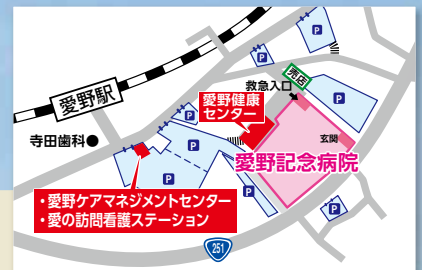 P
P
売店
救急入口
愛野駅
愛野健康
センター
P
P
寺田歯科●
玄関
愛野記念病院
P
P
P
・愛野ケアマネジメントセンター
・愛の訪問看護ステーション
P
251